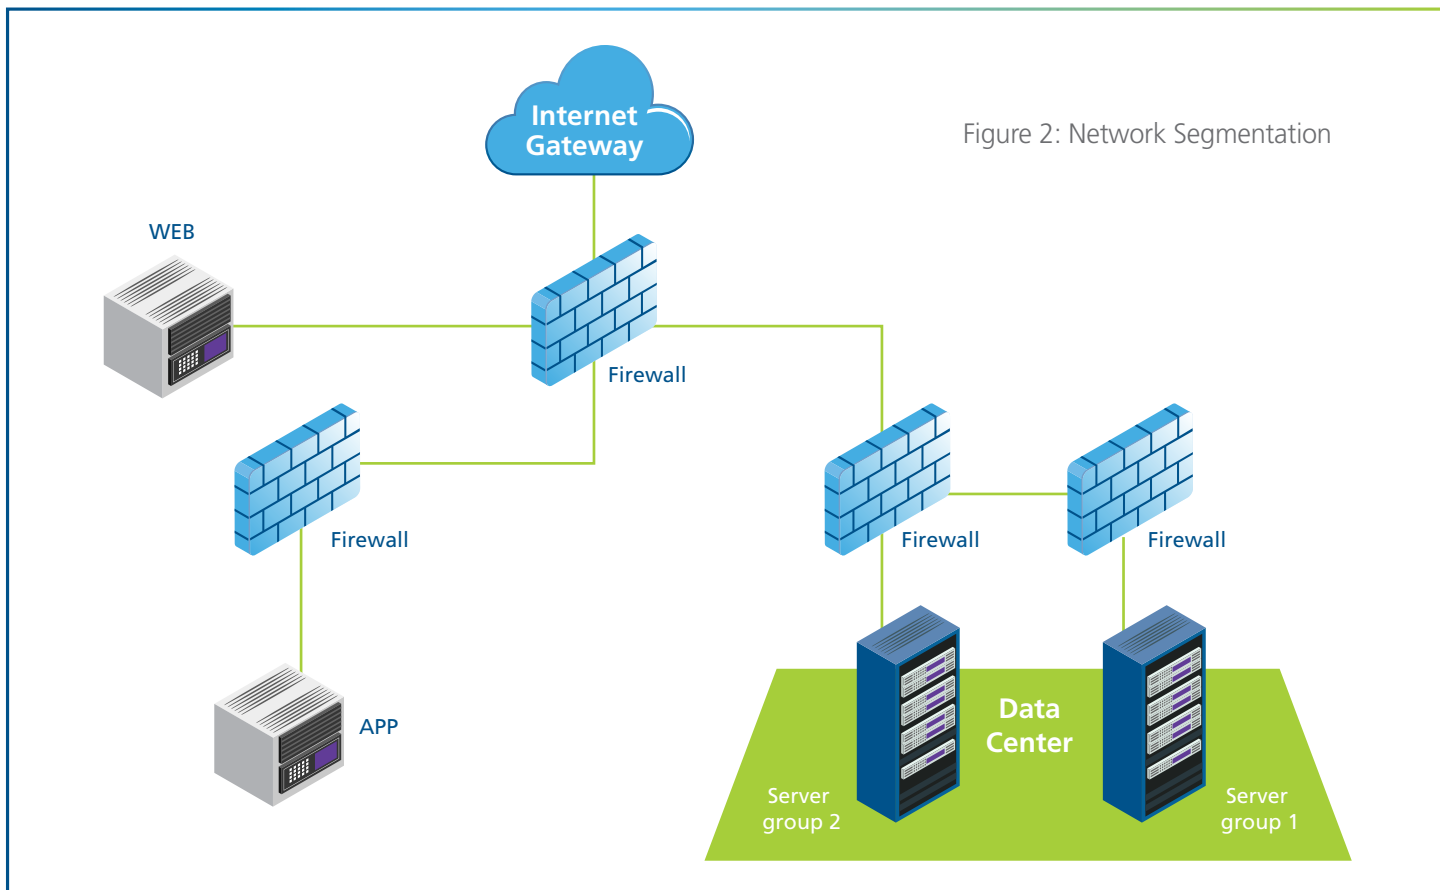 Internet
Gateway
Figure 2: Network Segmentation
WEB
Firewall
Firewall
Firewall
Firewall
APP
Data
Center
Server
group 2
Server
group 1